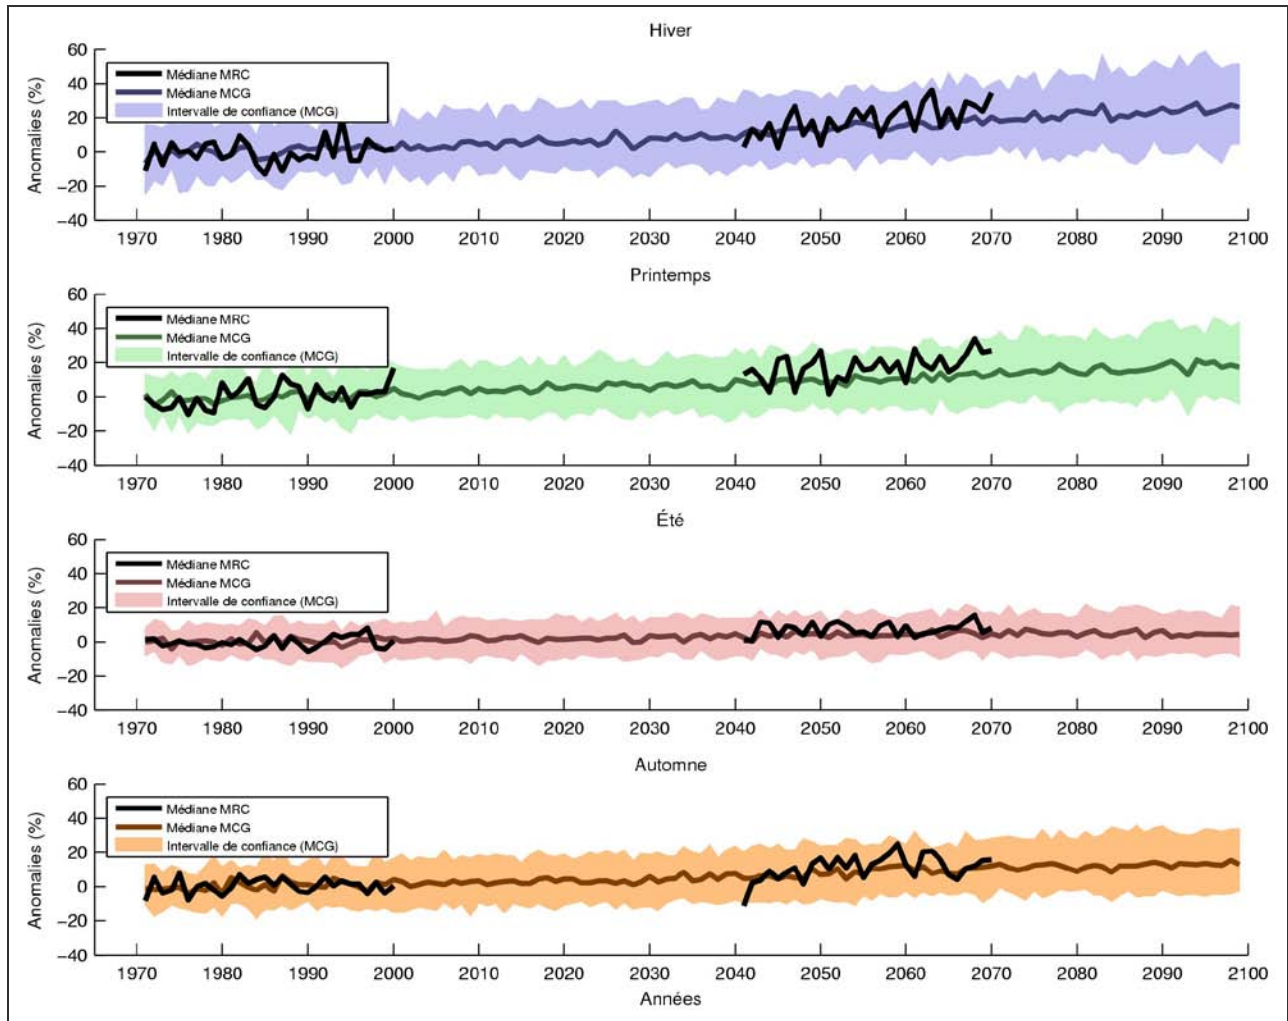 Hiver
60
40
20
0
−20
−40
Anomalies (%)
Médiane MRC
Médiane MCG
Intervalle de confiance (MCG)
1970 1980 1990 2000 2010 2020 2030 2040 2050 2060 2070 2080 2090 2100
Printemps
60
40
20
0
−20
−40
Anomalies (%)
Médiane MRC
Médiane MCG
Intervalle de confiance (MCG)
1970 1980 1990 2000 2010 2020 2030 2040 2050 2060 2070 2080 2090 2100
Été
60
40
20
0
−20
−40
Anomalies (%)
Médiane MRC
Médiane MCG
Intervalle de confiance (MCG)
1970 1980 1990 2000 2010 2020 2030 2040 2050 2060 2070 2080 2090 2100
Automne
60
40
20
0
−20
−40
Anomalies (%)
Médiane MRC
Médiane MCG
Intervalle de confiance (MCG)
1970 1980 1990 2000 2010 2020 2030 2040 2050 2060 2070 2080 2090 2100
Années